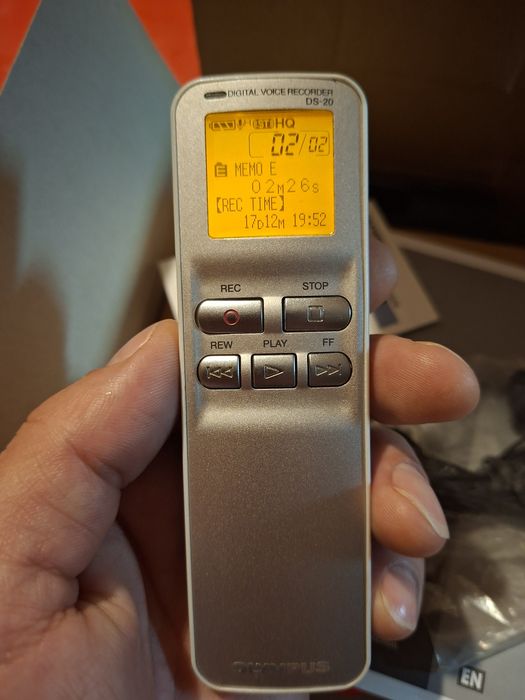 DIGITAL VOICE RECORDER
DS-20
ST HQ
02/02
MEMO E
02M26s
【REC TIME】
17D12M 19:52
REC STOP
REW PLAY FF
OLYMPUS
EN